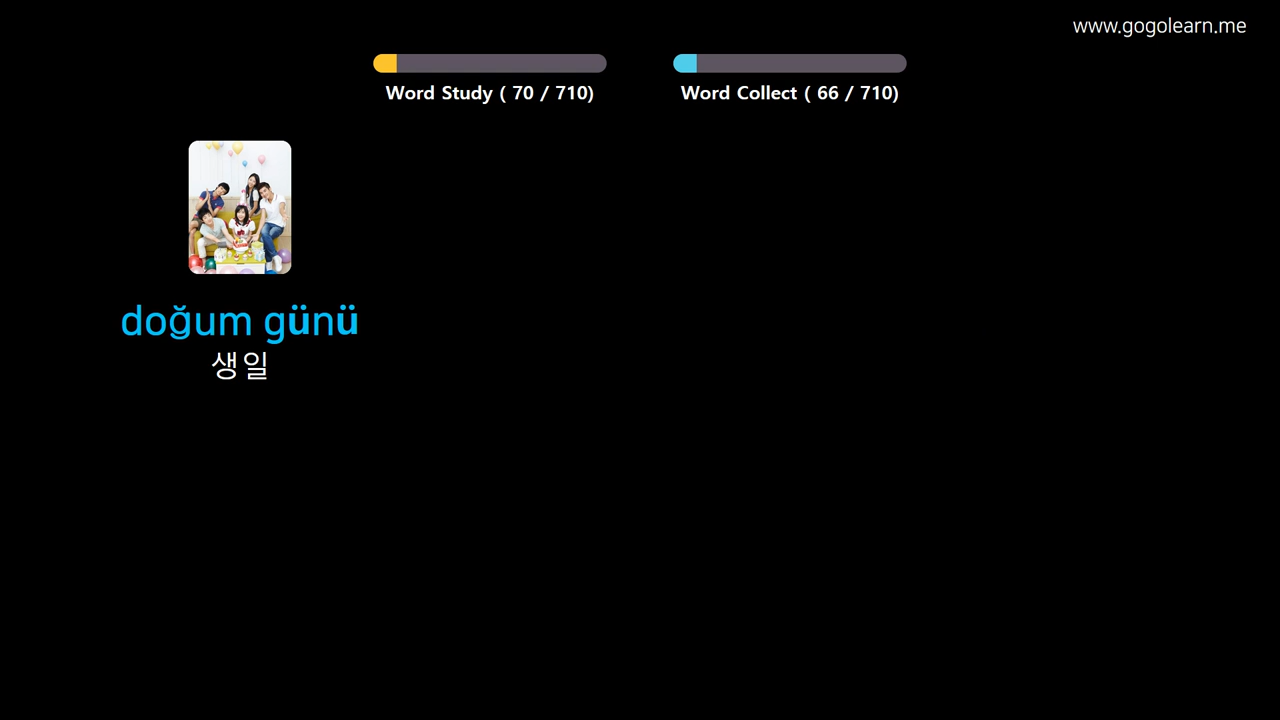 www.gogolearn.me
Word Study ( 70 / 710)
Word Collect ( 66 / 710)
doğum günü
생일